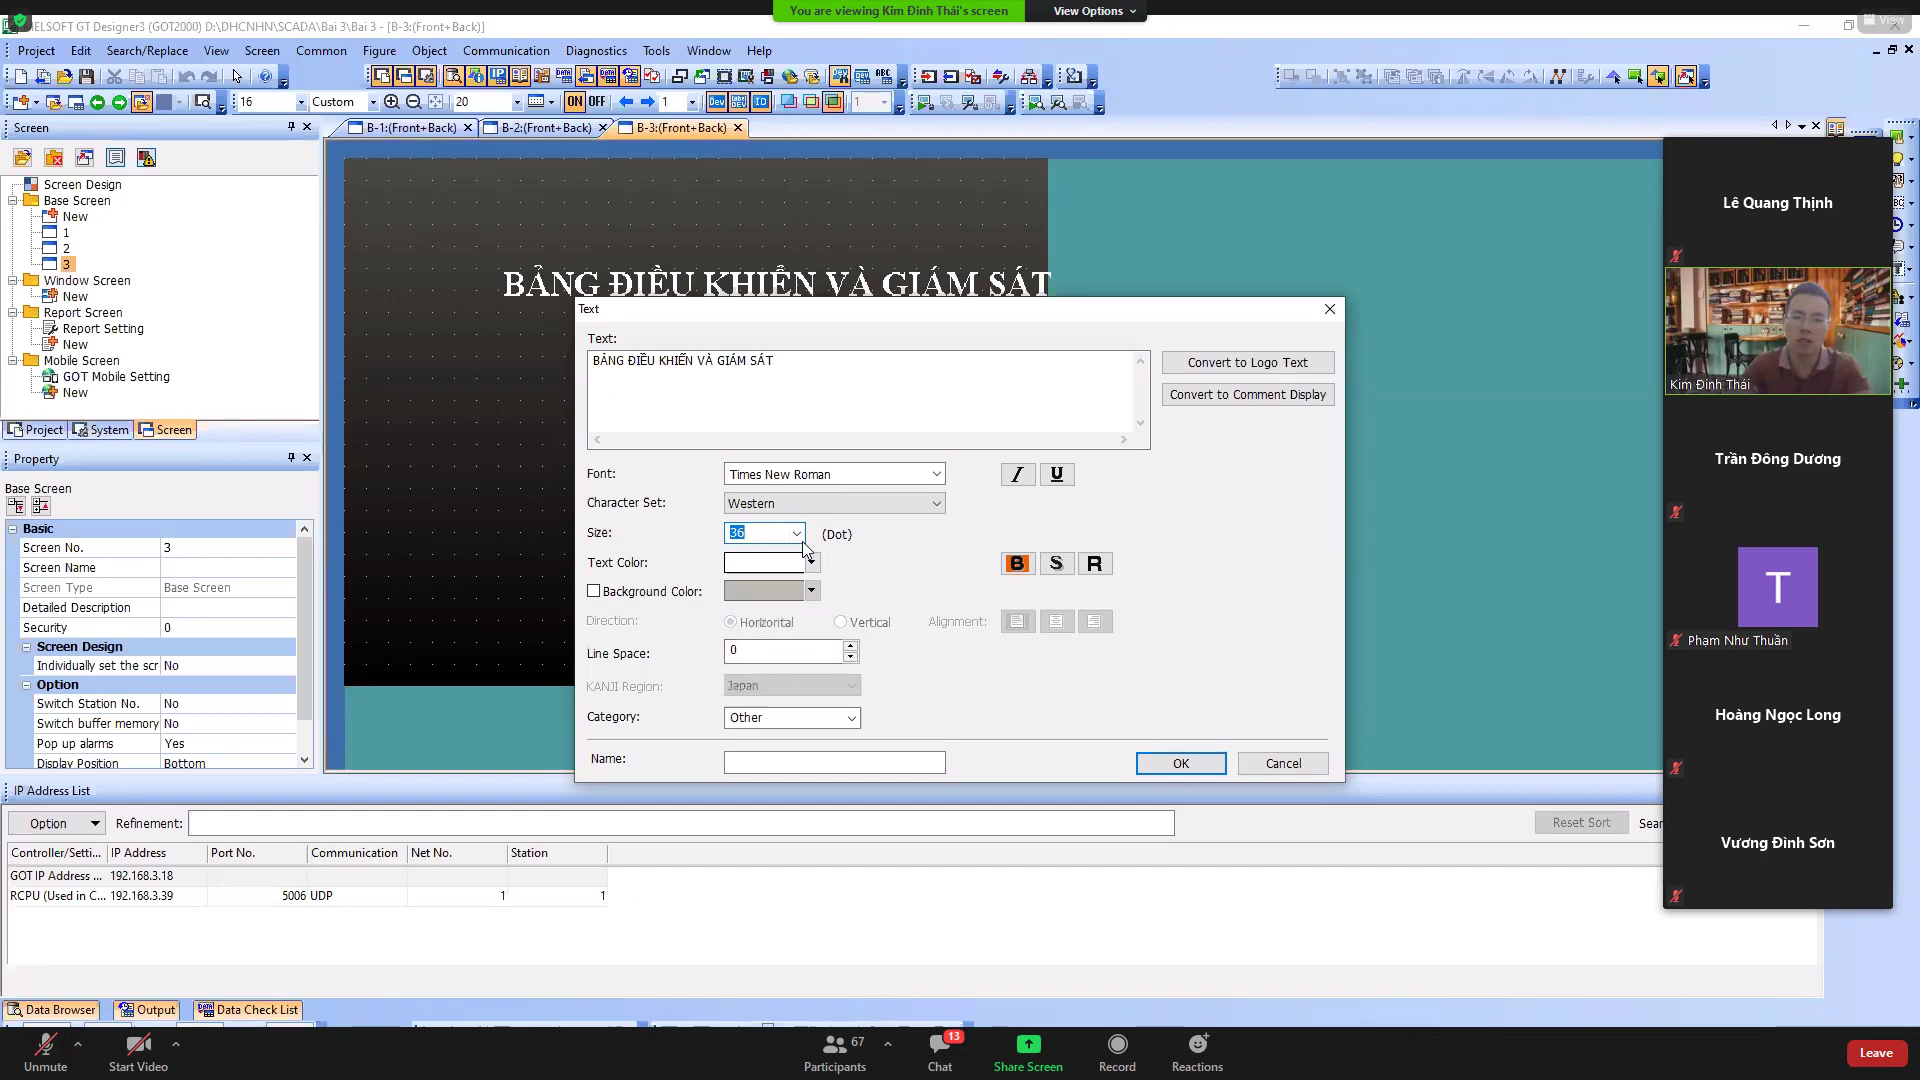 You are viewing Kim Đinh Thái's screen
View Options
View
MELSOFT GT Designer3 (GOT2000) D:\DHCNHN\SCADA\Bai 3\Bai 3 - [B-3:(Front+Back)]
Project Edit Search/Replace View Screen Common Figure Object Communication Diagnostics Tools Window Help
16 Custom 20 ON OFF 1 Dev ID 1
Screen
B-1:(Front+Back) B-2:(Front+Back) B-3:(Front+Back)
Screen Design
Base Screen
New
1
2
3
Window Screen
New
Report Screen
Report Setting
New
Mobile Screen
GOT Mobile Setting
New
Project System Screen
Property
Base Screen
Basic
Screen No. 3
Screen Name
Screen Type Base Screen
Detailed Description
Security 0
Screen Design
Individually set the scr No
Option
Switch Station No. No
Switch buffer memory No
Pop up alarms Yes
Display Position Bottom
BẢNG ĐIỀU KHIỂN VÀ GIÁM SÁT
Text
Text:
BẢNG ĐIỀU KHIỂN VÀ GIÁM SÁT
Convert to Logo Text
Convert to Comment Display
Font: Times New Roman I U
Character Set: Western
Size: 36 (Dot)
Text Color: B S R
Background Color:
Direction: Horizontal Vertical Alignment:
Line Space: 0
KANJI Region: Japan
Category: Other
Name:
OK Cancel
Lê Quang Thịnh
Kim Đinh Thái
Trần Đông Dương
T
Phạm Như Thuần
Hoàng Ngọc Long
Vương Đình Sơn
IP Address List
Option Refinement: Reset Sort Sear
Controller/Setti... IP Address Port No. Communication Net No. Station
GOT IP Address ... 192.168.3.18
RCPU (Used in C... 192.168.3.39 5006 UDP 1 1
Data Browser Output Data Check List
Unmute Start Video Participants 67 Chat 13 Share Screen Record Reactions Leave